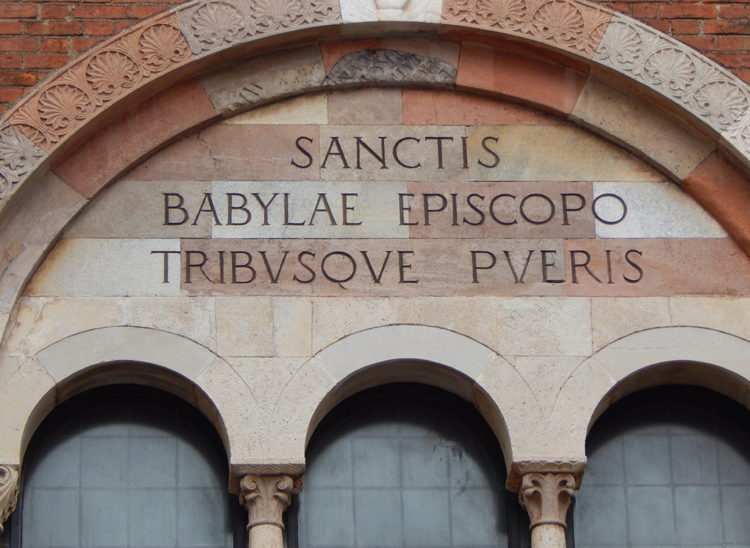 SANCTIS
BABYLAE EPISCOPO
TRIBVSQVE PVERIS